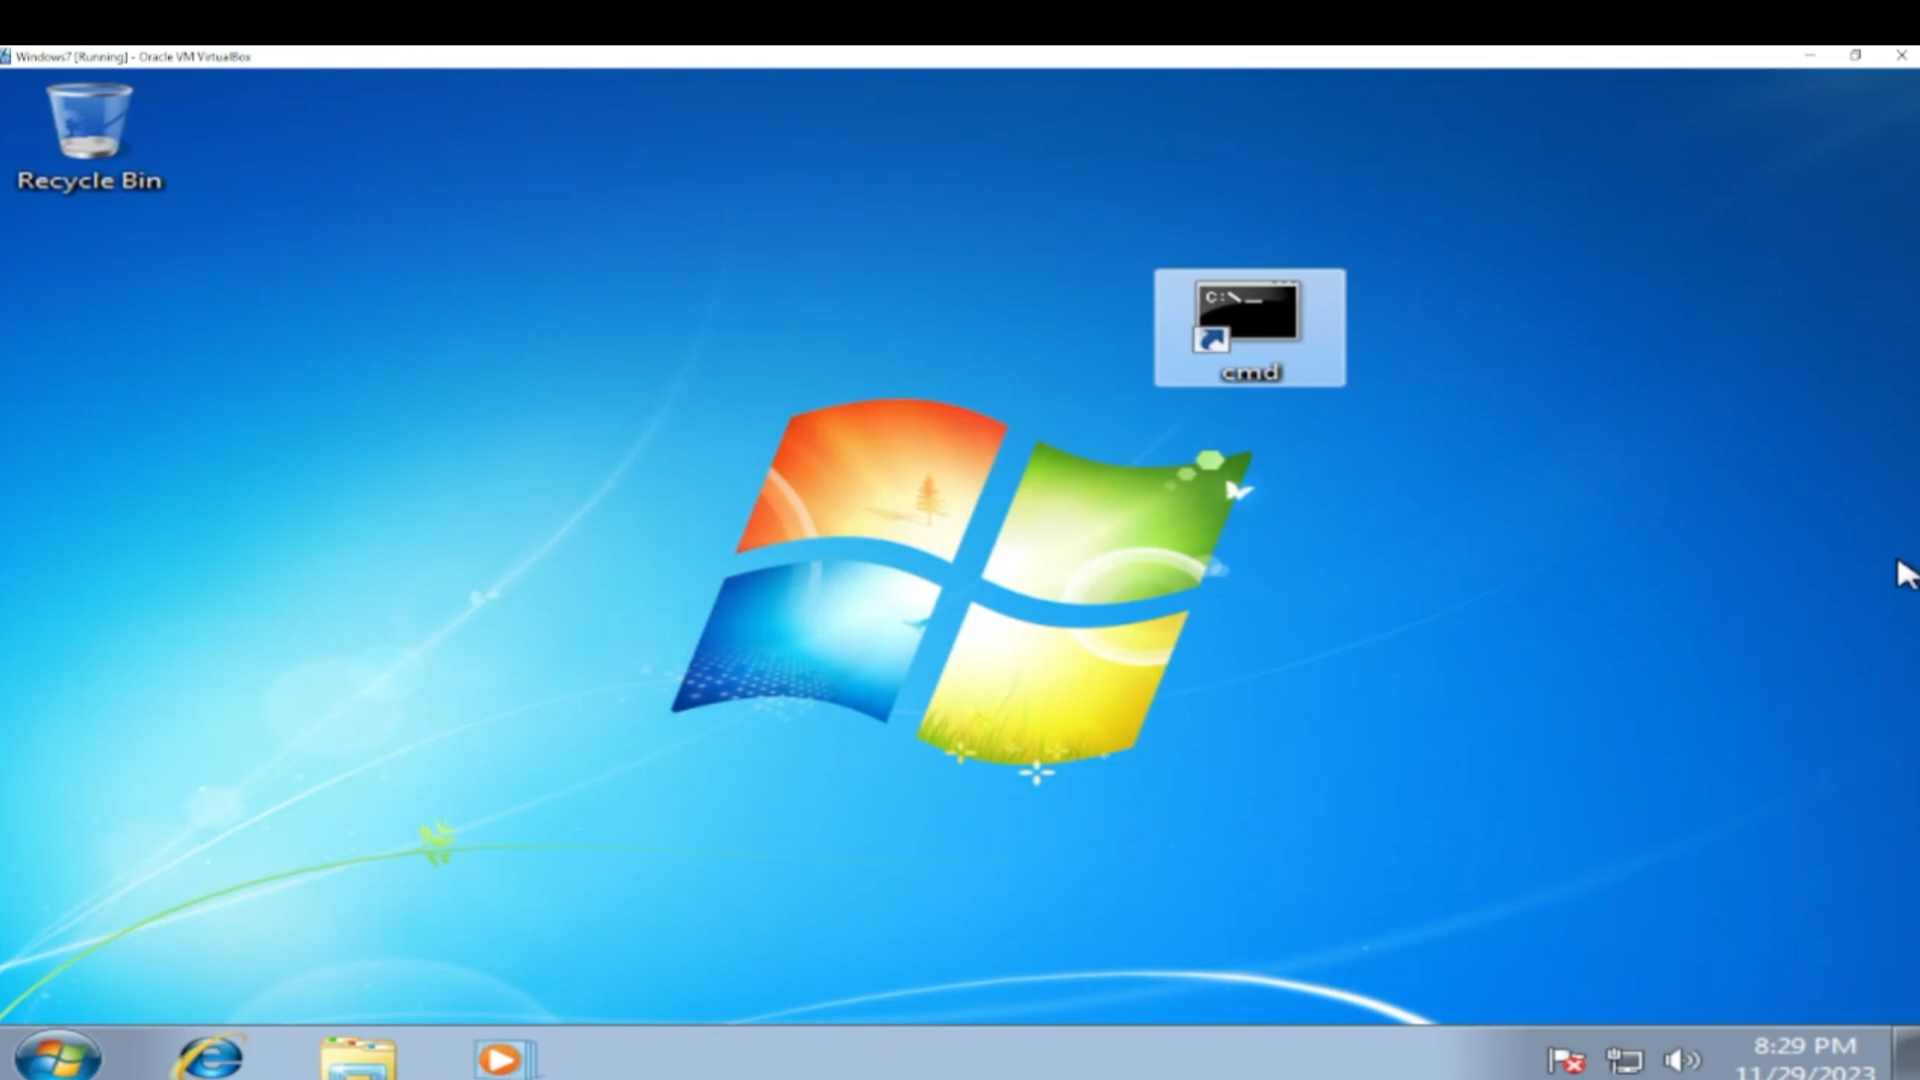 Windows7 [Running] - Oracle VM VirtualBox
Recycle Bin
C:\_
cmd
8:29 PM
11/29/2023